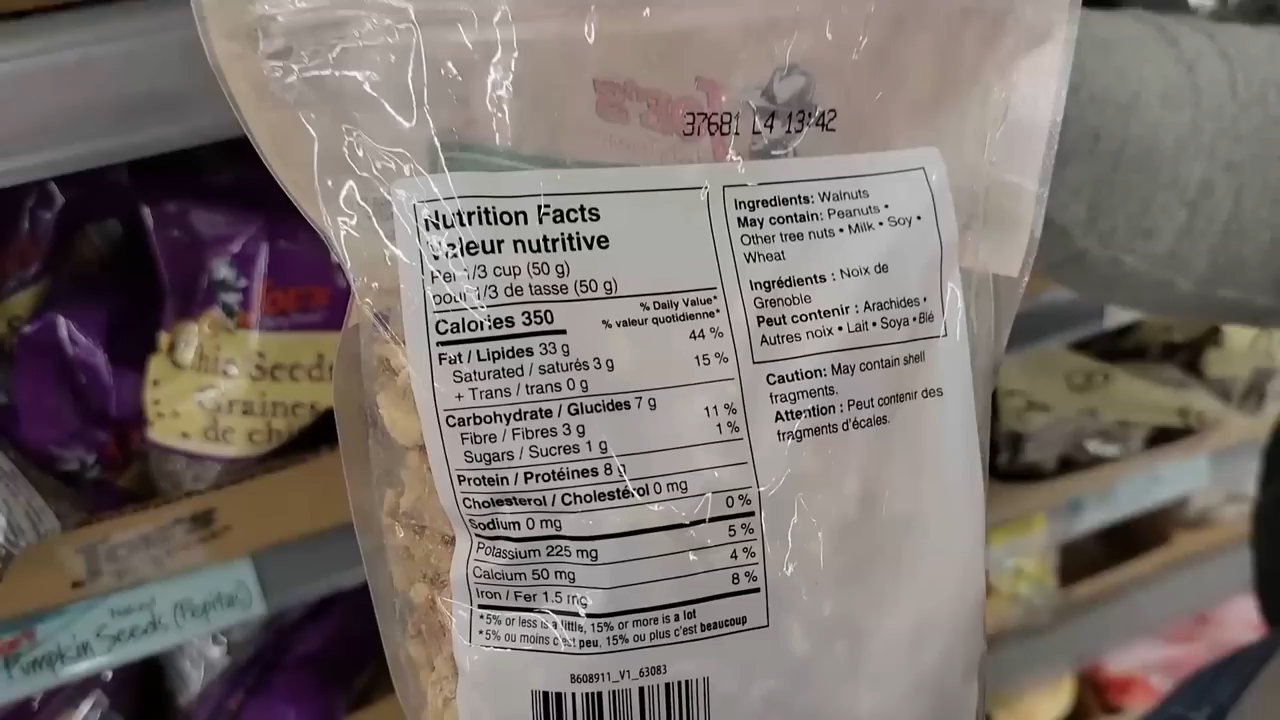 37681 L4 13:42
Nutrition Facts
Valeur nutritive
Per 1/3 cup (50 g)
pour 1/3 de tasse (50 g)
% Daily Value*
% valeur quotidienne*
Calories 350
Fat / Lipides 33 g 44 %
Saturated / saturés 3 g 15 %
+ Trans / trans 0 g
Carbohydrate / Glucides 7 g
Fibre / Fibres 3 g 11 %
Sugars / Sucres 1 g 1 %
Protein / Protéines 8 g
Cholesterol / Cholestérol 0 mg
Sodium 0 mg 0 %
Potassium 225 mg 5 %
Calcium 50 mg 4 %
Iron / Fer 1.5 mg 8 %
*5% or less is a little, 15% or more is a lot
*5% ou moins c'est peu, 15% ou plus c'est beaucoup
B608911_V1_63083
Ingredients: Walnuts
May contain: Peanuts •
Other tree nuts • Milk • Soy •
Wheat
Ingrédients : Noix de
Grenoble
Peut contenir : Arachides •
Autres noix • Lait • Soya • Blé
Caution: May contain shell
fragments.
Attention : Peut contenir des
fragments d'écales.
Chia Seeds
Graines
de chia
Natural
Pumpkin Seeds (Pepitas)